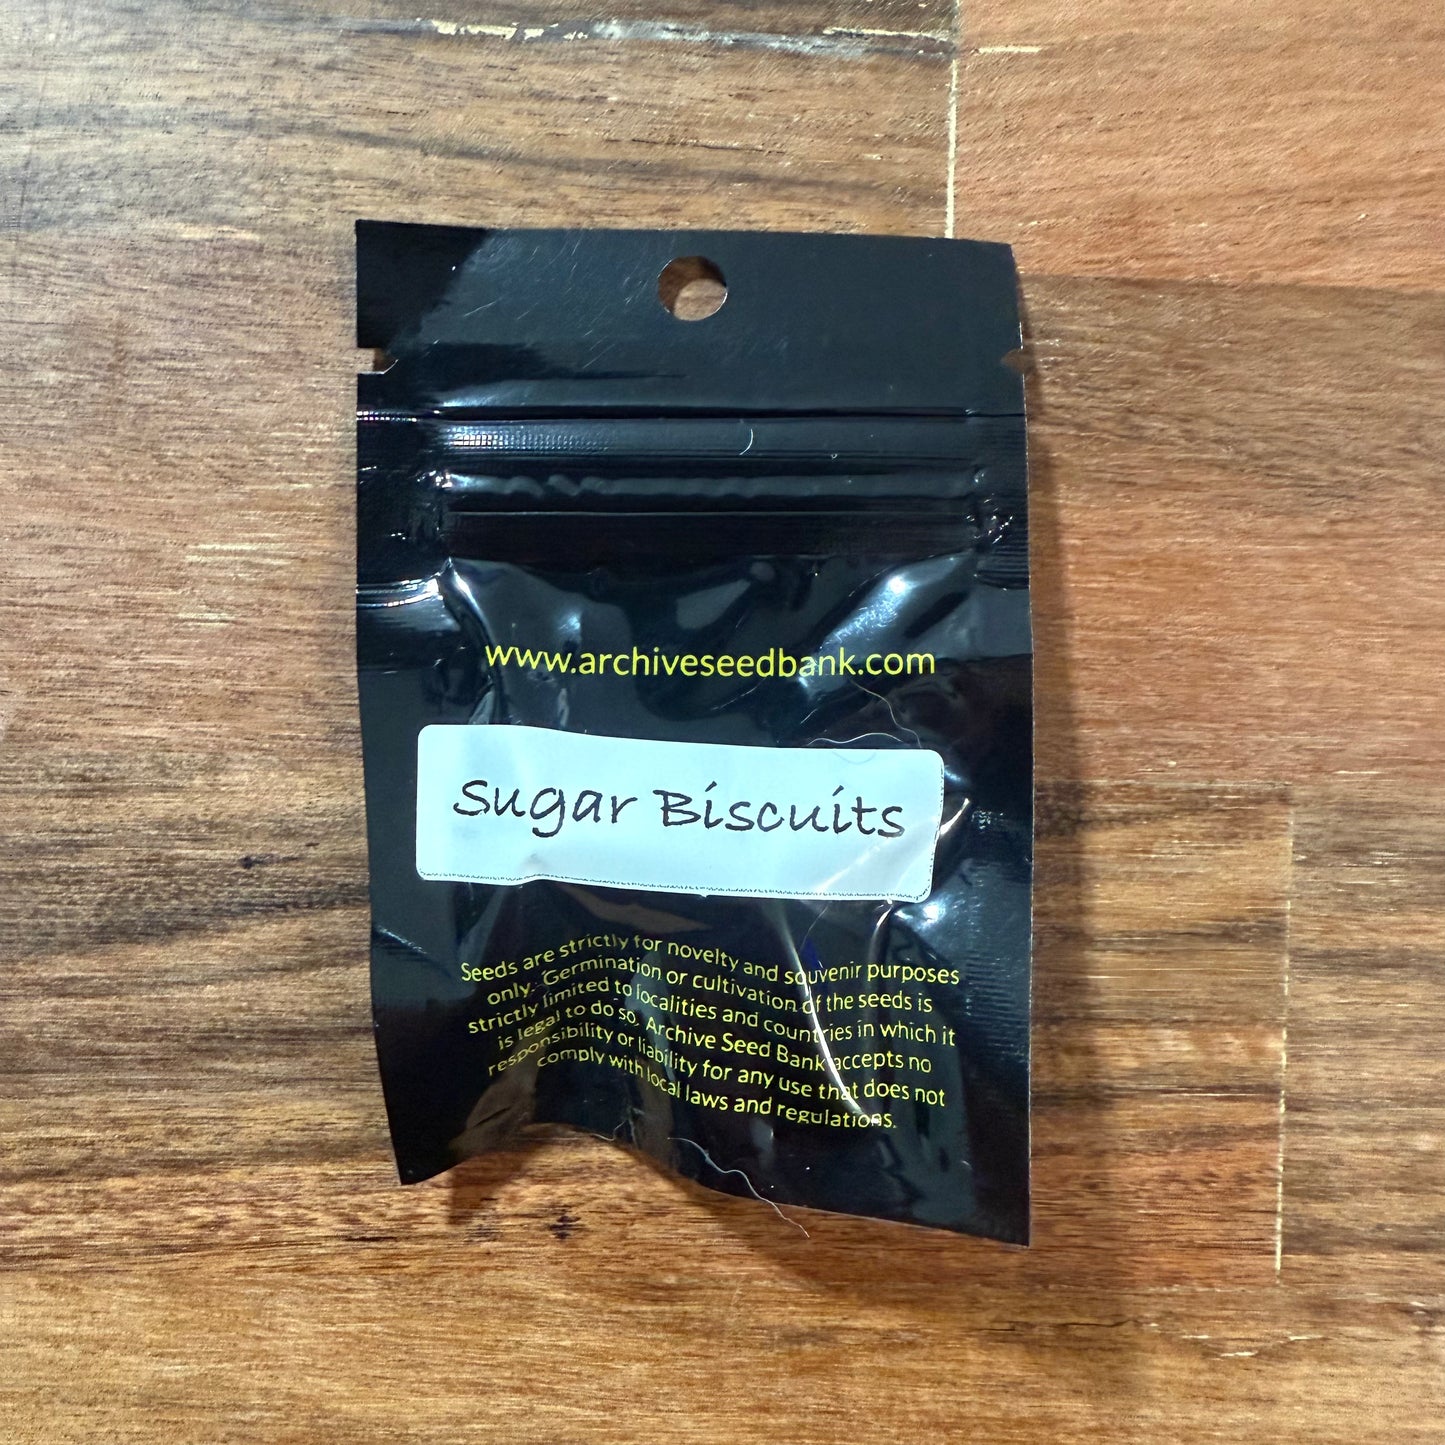 www.archiveseedbank.com
Sugar Biscuits
Seeds are strictly for novelty and souvenir purposes
only. Germination or cultivation of the seeds is
strictly limited to localities and countries in which it
is legal to do so. Archive Seed Bank accepts no
responsibility or liability for any use that does not
comply with local laws and regulations.